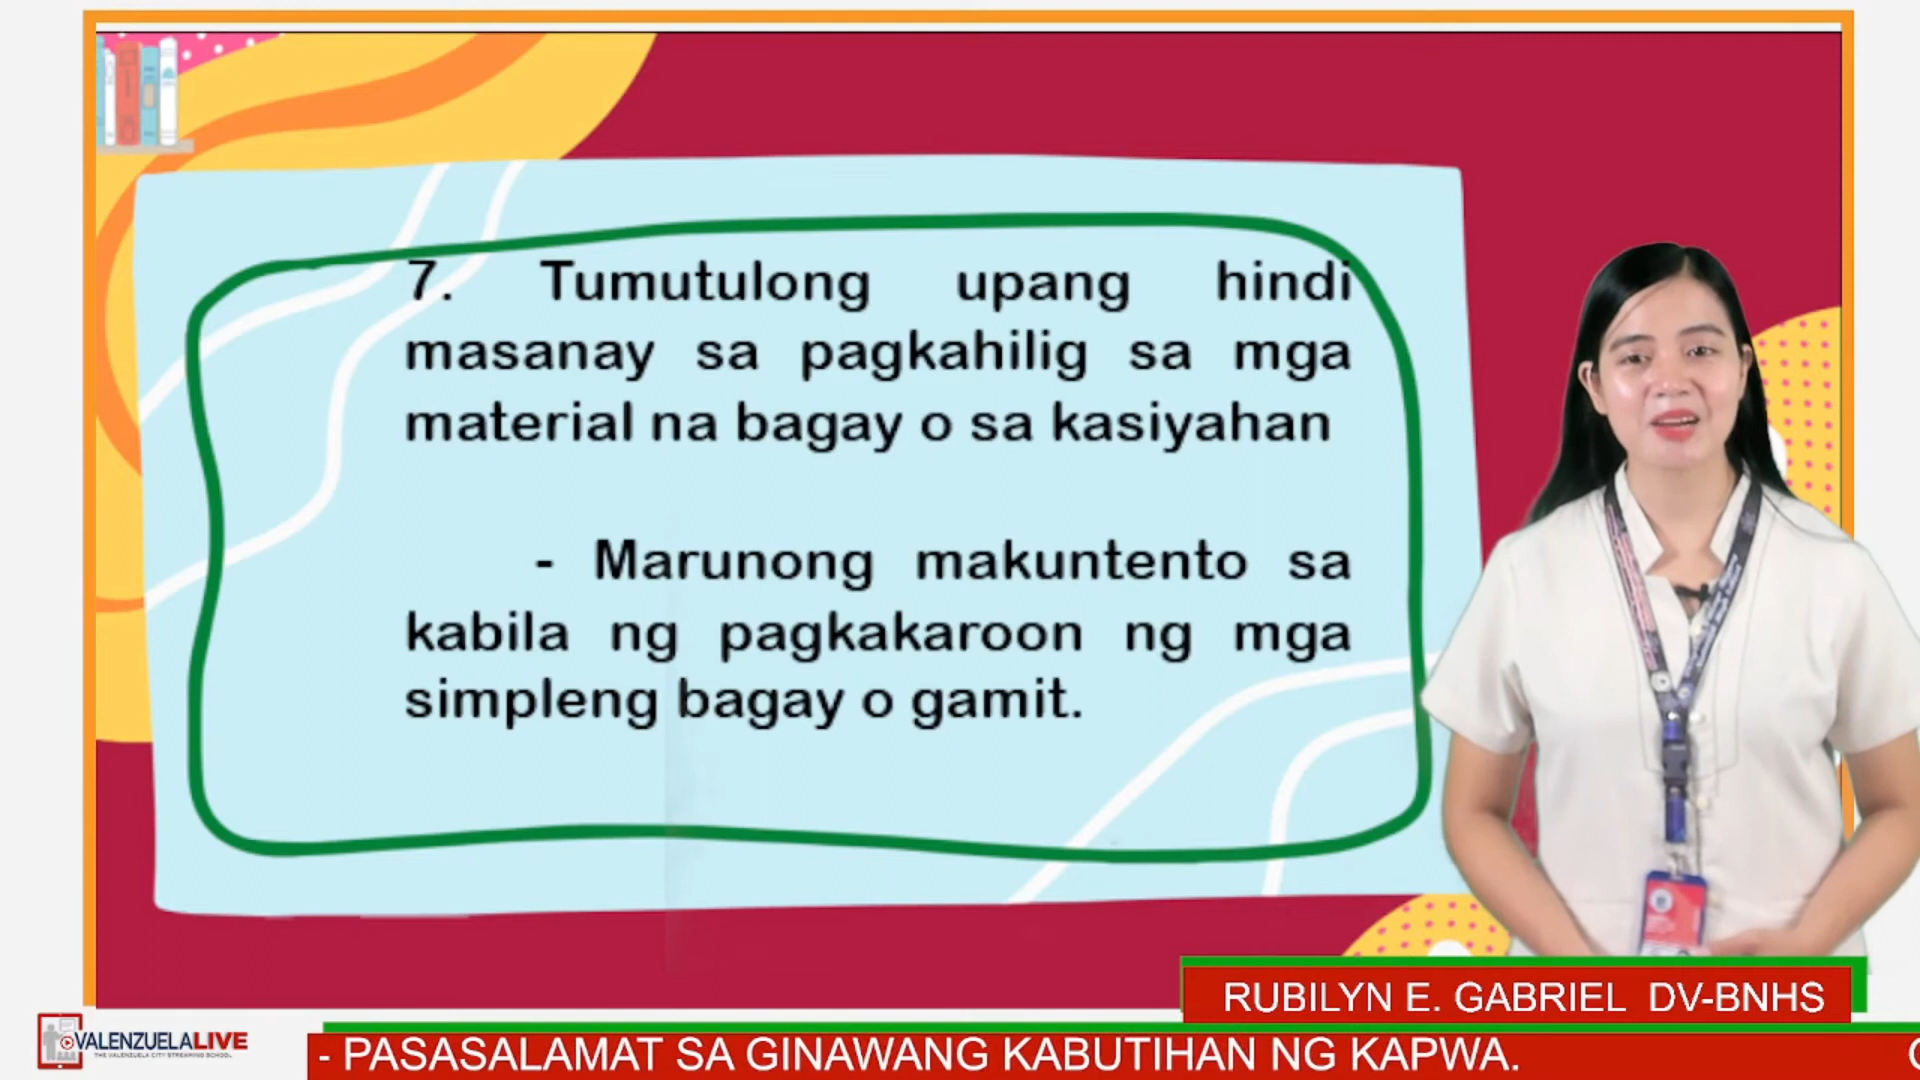 7. Tumutulong upang hindi
masanay sa pagkahilig sa mga
material na bagay o sa kasiyahan
- Marunong makuntento sa
kabila ng pagkakaroon ng mga
simpleng bagay o gamit.
RUBILYN E. GABRIEL DV-BNHS
VALENZUELALIVE
THE VALENZUELA CITY STREAMING SCHOOL
- PASASALAMAT SA GINAWANG KABUTIHAN NG KAPWA.